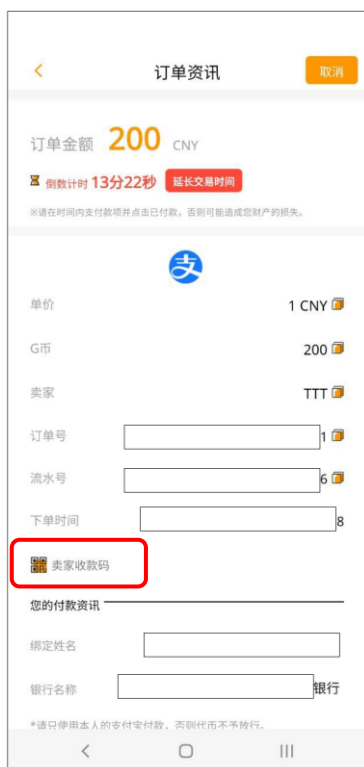 订单资讯
取消
订单金额 200 CNY
倒数计时 13分22秒 延长交易时间
※请在时间内支付款项并点击已付款，否则可能造成您财产的损失。
支
单价 1 CNY
G币 200
卖家 TTT
订单号 1
流水号 6
下单时间 8
卖家收款码
您的付款资讯
绑定姓名
银行名称 银行
*请只使用本人的支付宝付款，否则代币不予放行。